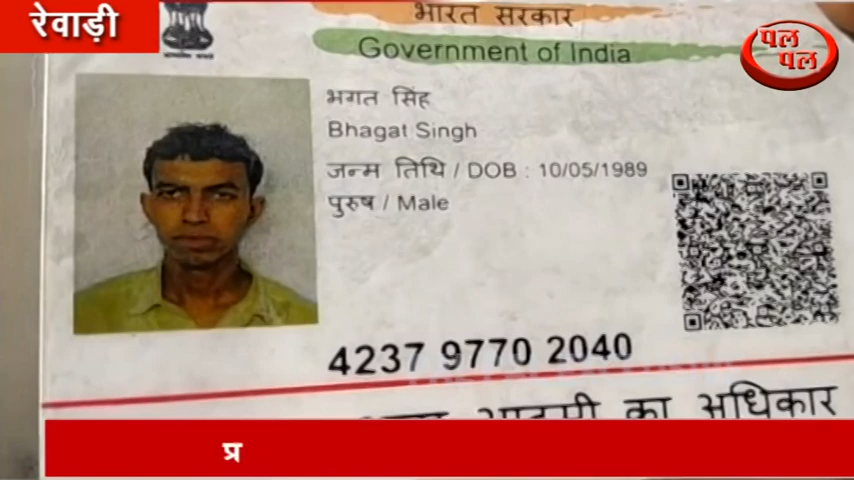 रेवाड़ी
भारत सरकार
Government of India
पल
पल
भगत सिंह
Bhagat Singh
जन्म तिथि / DOB : 10/05/1989
पुरुष / Male
4237 9770 2040
आदमी का अधिकार
प्र